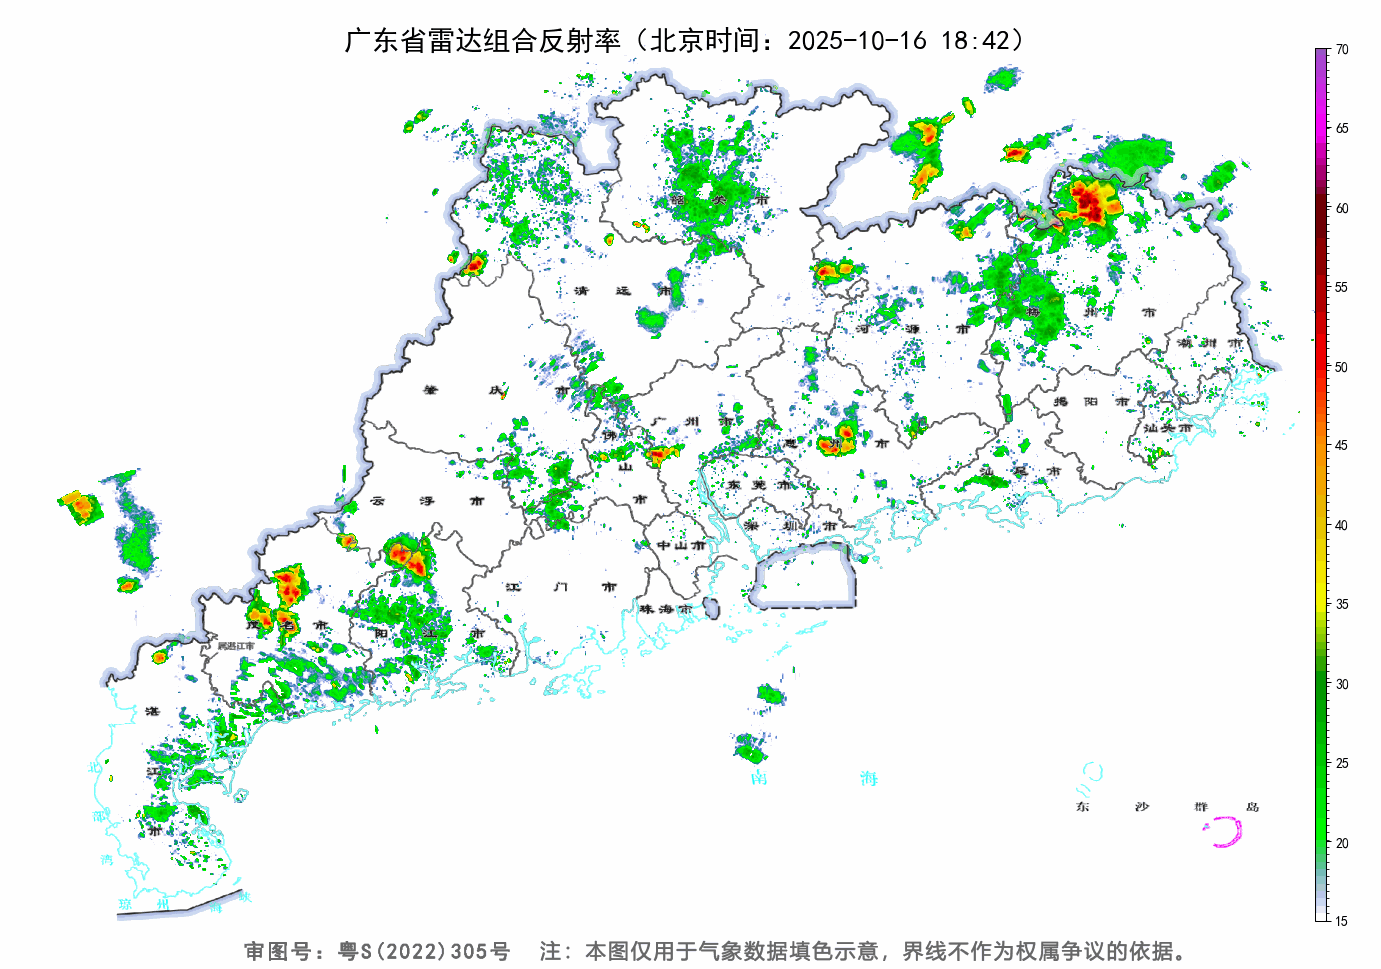 广东省雷达组合反射率（北京时间：2025-10-16 18:42）
70
65
60
55
50
45
40
35
30
25
20
15
韶关市
清远市
河源市
梅州市
潮州市
肇庆市
揭阳市
汕头市
广州市
佛山市
惠州市
汕尾市
云浮市
东莞市
深圳市
中山市
江门市
珠海市
茂名市
阳江市
属湛江市
湛江市
北部湾
南海
东沙群岛
琼州海峡
审图号：粤S(2022)305号 注：本图仅用于气象数据填色示意，界线不作为权属争议的依据。